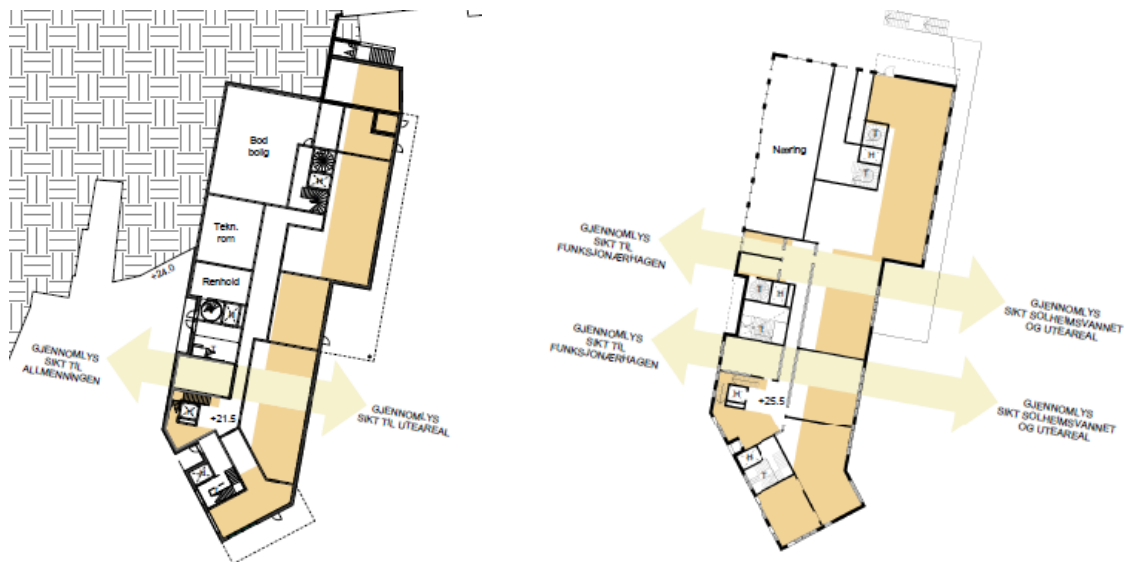 Bod
bolig
Tekn.
rom
Renhold
+24.0
GJENNOMLYS
SIKT TIL
ALLMENNINGEN
+21.5
GJENNOMLYS
SIKT TIL UTEAREAL
Næring
H
GJENNOMLYS
SIKT TIL
FUNKSJONÆRHAGEN
H
GJENNOMLYS
SIKT SOLHEIMSVANNET
OG UTEAREAL
GJENNOMLYS
SIKT TIL
FUNKSJONÆRHAGEN
H
+25.5
GJENNOMLYS
SIKT SOLHEIMSVANNET
OG UTEAREAL
H